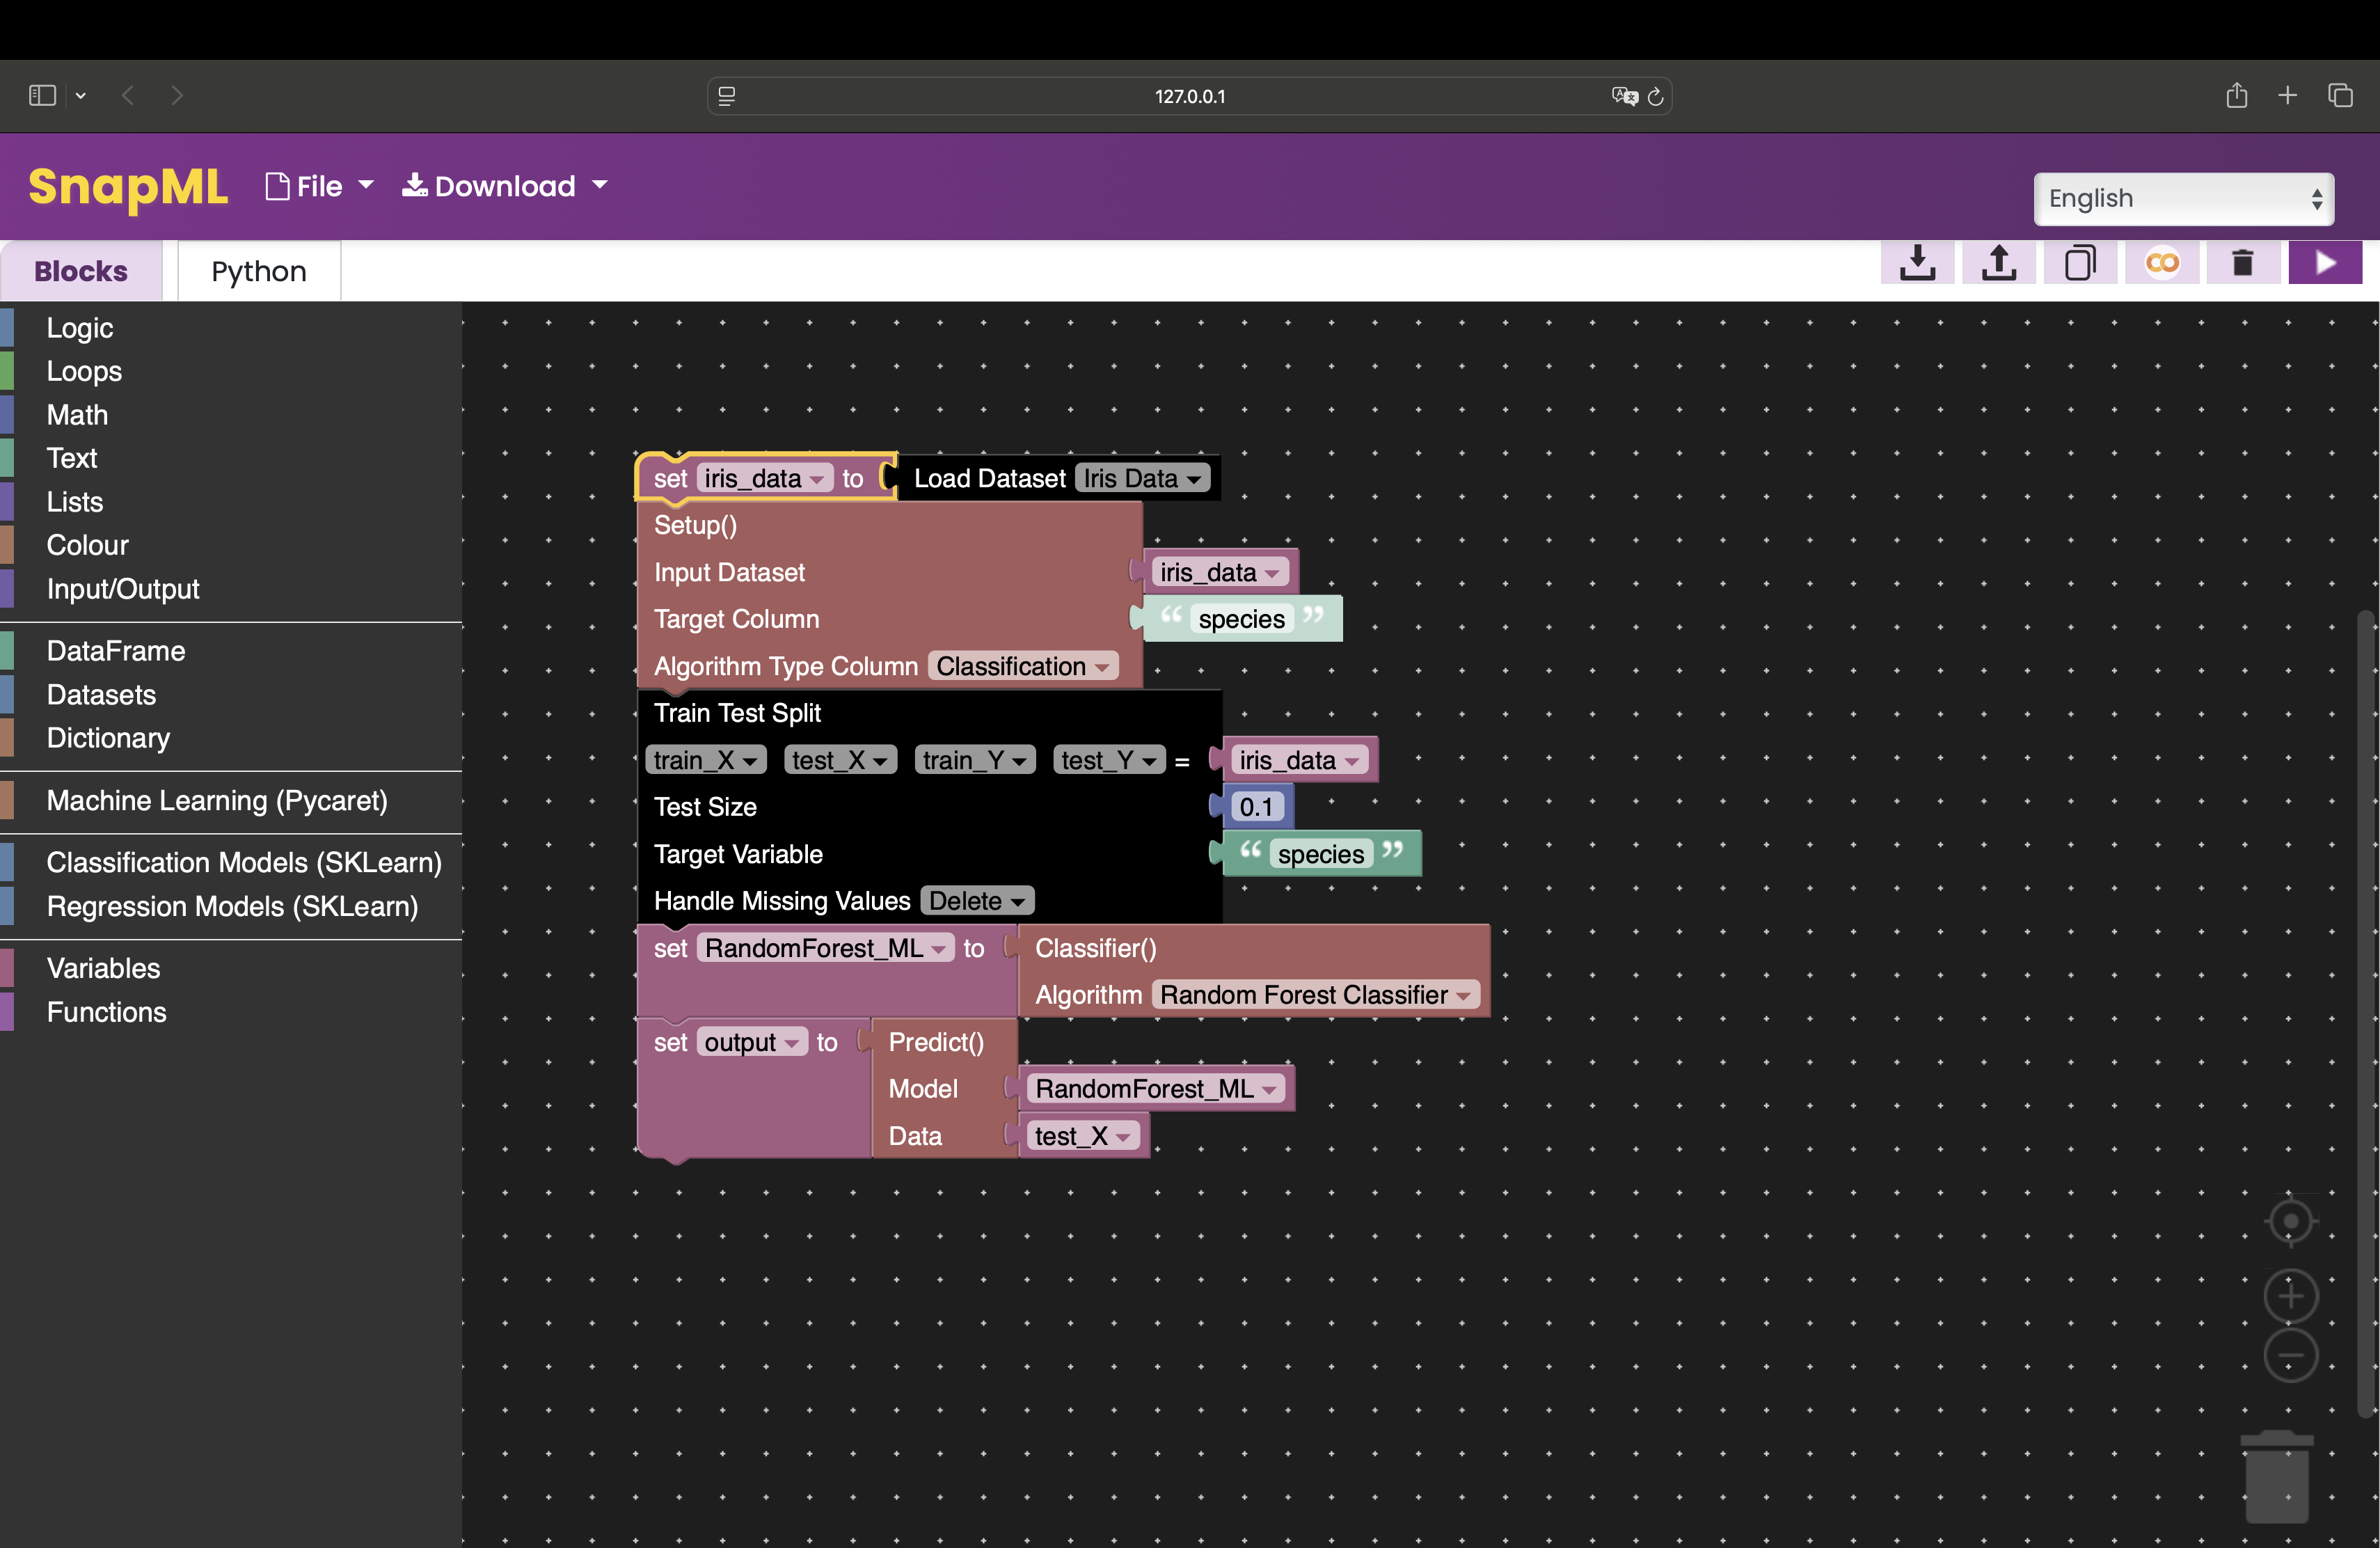 127.0.0.1
SnapML File Download English
Blocks Python
Logic
Loops
Math
Text
Lists
Colour
Input/Output
DataFrame
Datasets
Dictionary
Machine Learning (Pycaret)
Classification Models (SKLearn)
Regression Models (SKLearn)
Variables
Functions
set iris_data to Load Dataset Iris Data
Setup()
Input Dataset iris_data
Target Column “ species ”
Algorithm Type Column Classification
Train Test Split
train_X test_X train_Y test_Y = iris_data
Test Size 0.1
Target Variable “ species ”
Handle Missing Values Delete
set RandomForest_ML to Classifier()
Algorithm Random Forest Classifier
set output to Predict()
Model RandomForest_ML
Data test_X